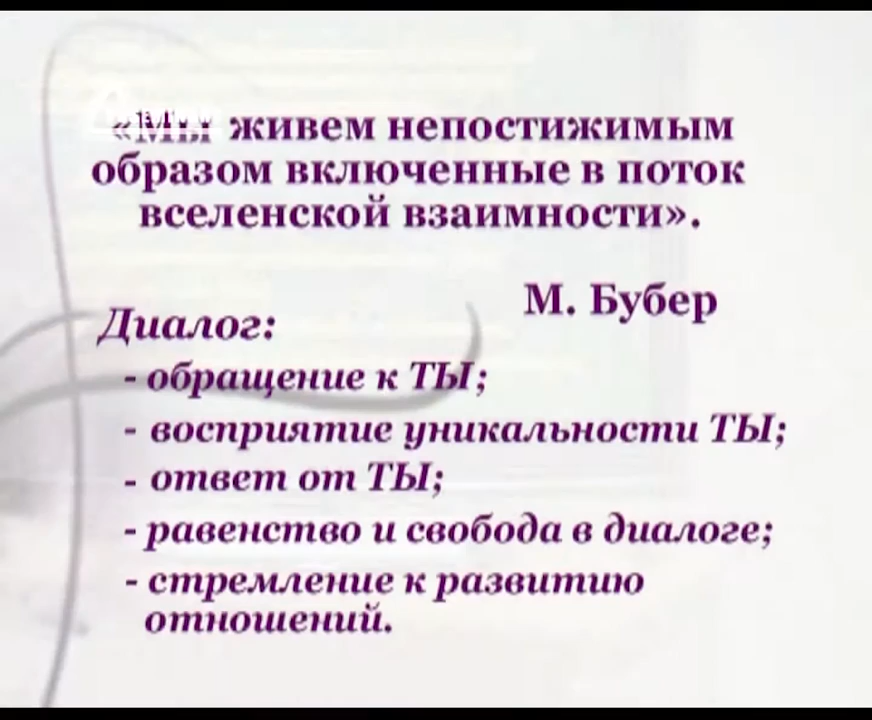 «Мы живем непостижимым
образом включенные в поток
вселенской взаимности».
М. Бубер
Диалог:
- обращение к ТЫ;
- восприятие уникальности ТЫ;
- ответ от ТЫ;
- равенство и свобода в диалоге;
- стремление к развитию
отношений.